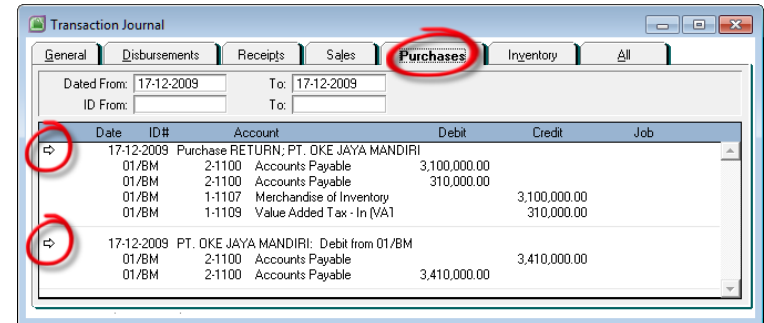 Transaction Journal
General Disbursements Receipts Sales Purchases Inventory All
Dated From: 17-12-2009 To: 17-12-2009
ID From: To:
Date ID# Account Debit Credit Job
17-12-2009 Purchase RETURN; PT. OKE JAYA MANDIRI
01/BM 2-1100 Accounts Payable 3,100,000.00
01/BM 2-1100 Accounts Payable 310,000.00
01/BM 1-1107 Merchandise of Inventory 3,100,000.00
01/BM 1-1109 Value Added Tax - In (VAT 310,000.00
17-12-2009 PT. OKE JAYA MANDIRI: Debit from 01/BM
01/BM 2-1100 Accounts Payable 3,410,000.00
01/BM 2-1100 Accounts Payable 3,410,000.00